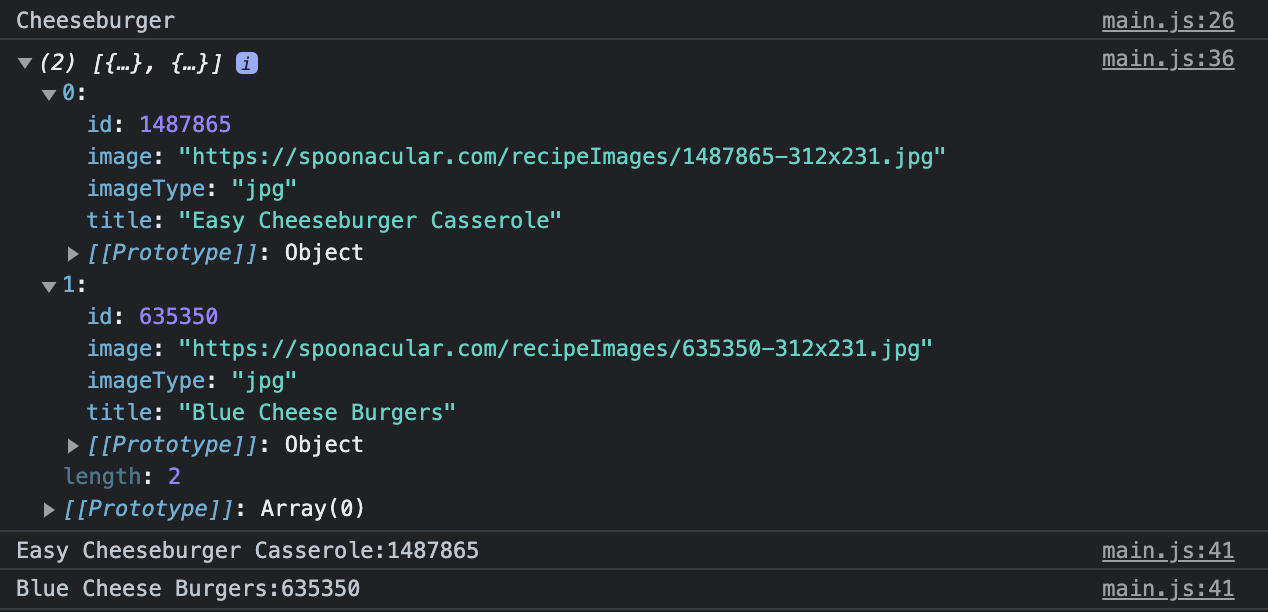 Cheeseburger main.js:26
(2) [{…}, {…}] i main.js:36
0:
id: 1487865
image: "https://spoonacular.com/recipeImages/1487865-312x231.jpg"
imageType: "jpg"
title: "Easy Cheeseburger Casserole"
[[Prototype]]: Object
1:
id: 635350
image: "https://spoonacular.com/recipeImages/635350-312x231.jpg"
imageType: "jpg"
title: "Blue Cheese Burgers"
[[Prototype]]: Object
length: 2
[[Prototype]]: Array(0)
Easy Cheeseburger Casserole:1487865 main.js:41
Blue Cheese Burgers:635350 main.js:41